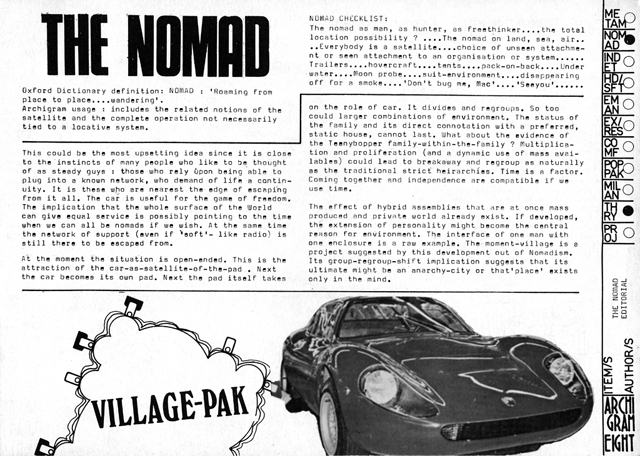 THE NOMAD
Oxford Dictionary definition: NOMAD : 'Roaming from
place to place....wandering'.
Archigram usage : includes the related notions of the
satellite and the complete operation not necessarily
tied to a locative system.
NOMAD CHECKLIST:
The nomad as man, as hunter, as freethinker....the total
location possibility ? ....The nomad on land, sea, air..
..Everybody is a satellite....choice of unseen attachme-
nt or seen attachment to an organisation or system.....
Trailers....hovercraft....tents....pack-on-back....Under
water....Moon probe....suit-environment....disappearing
off for a smoke....'Don't bug me, Mac'....'Seeyou'......
This could be the most upsetting idea since it is close
to the instincts of many people who like to be thought
of as steady guys : those who rely upon being able to
plug into a known network, who demand of life a contin-
uity. It is these who are nearest the edge of escaping
from it all. The car is useful for the game of freedom.
The implication that the whole surface of the World
can give equal service is possibly pointing to the time
when we can all be nomads if we wish. At the same time
the network of support (even if 'soft'- like radio) is
still there to be escaped from.
At the moment the situation is open-ended. This is the
attraction of the car-as-satellite-of-the-pad . Next
the car becomes its own pad. Next the pad itself takes
on the role of car. It divides and regroups. So too
could larger combinations of environment. The status of
the family and its direct connotation with a preferred,
static house, cannot last. What about the evidence of
the Teenybopper family-within-the-family ? Multiplica-
tion and proliferation (and a dynamic use of mass avai-
lables) could lead to breakaway and regroup as naturally
as the traditional strict heirarchies. Time is a factor.
Coming together and independence are compatible if we
use time.
The effect of hybrid assemblies that are at once mass
produced and private world already exist. If developed,
the extension of personality might become the central
reason for environment. The interface of one man with
one enclosure is a raw example. The moment-village is a
project suggested by this development out of Nomadism.
Its group-regroup-shift implication suggests that its
ultimate might be an anarchy-city or that'place' exists
only in the mind.
VILLAGE-PAK
ME
TAM
NOM
AD
IND
ET
HD/
SFT
EM
AN
EX/
RES
CO
MF
POP
PAK
MIL
AN
TH
RY
PR
OJ
THE NOMAD
EDITORIAL
ITEM/S
AUTHOR/S
ARCHI
GRAM
EIGHT